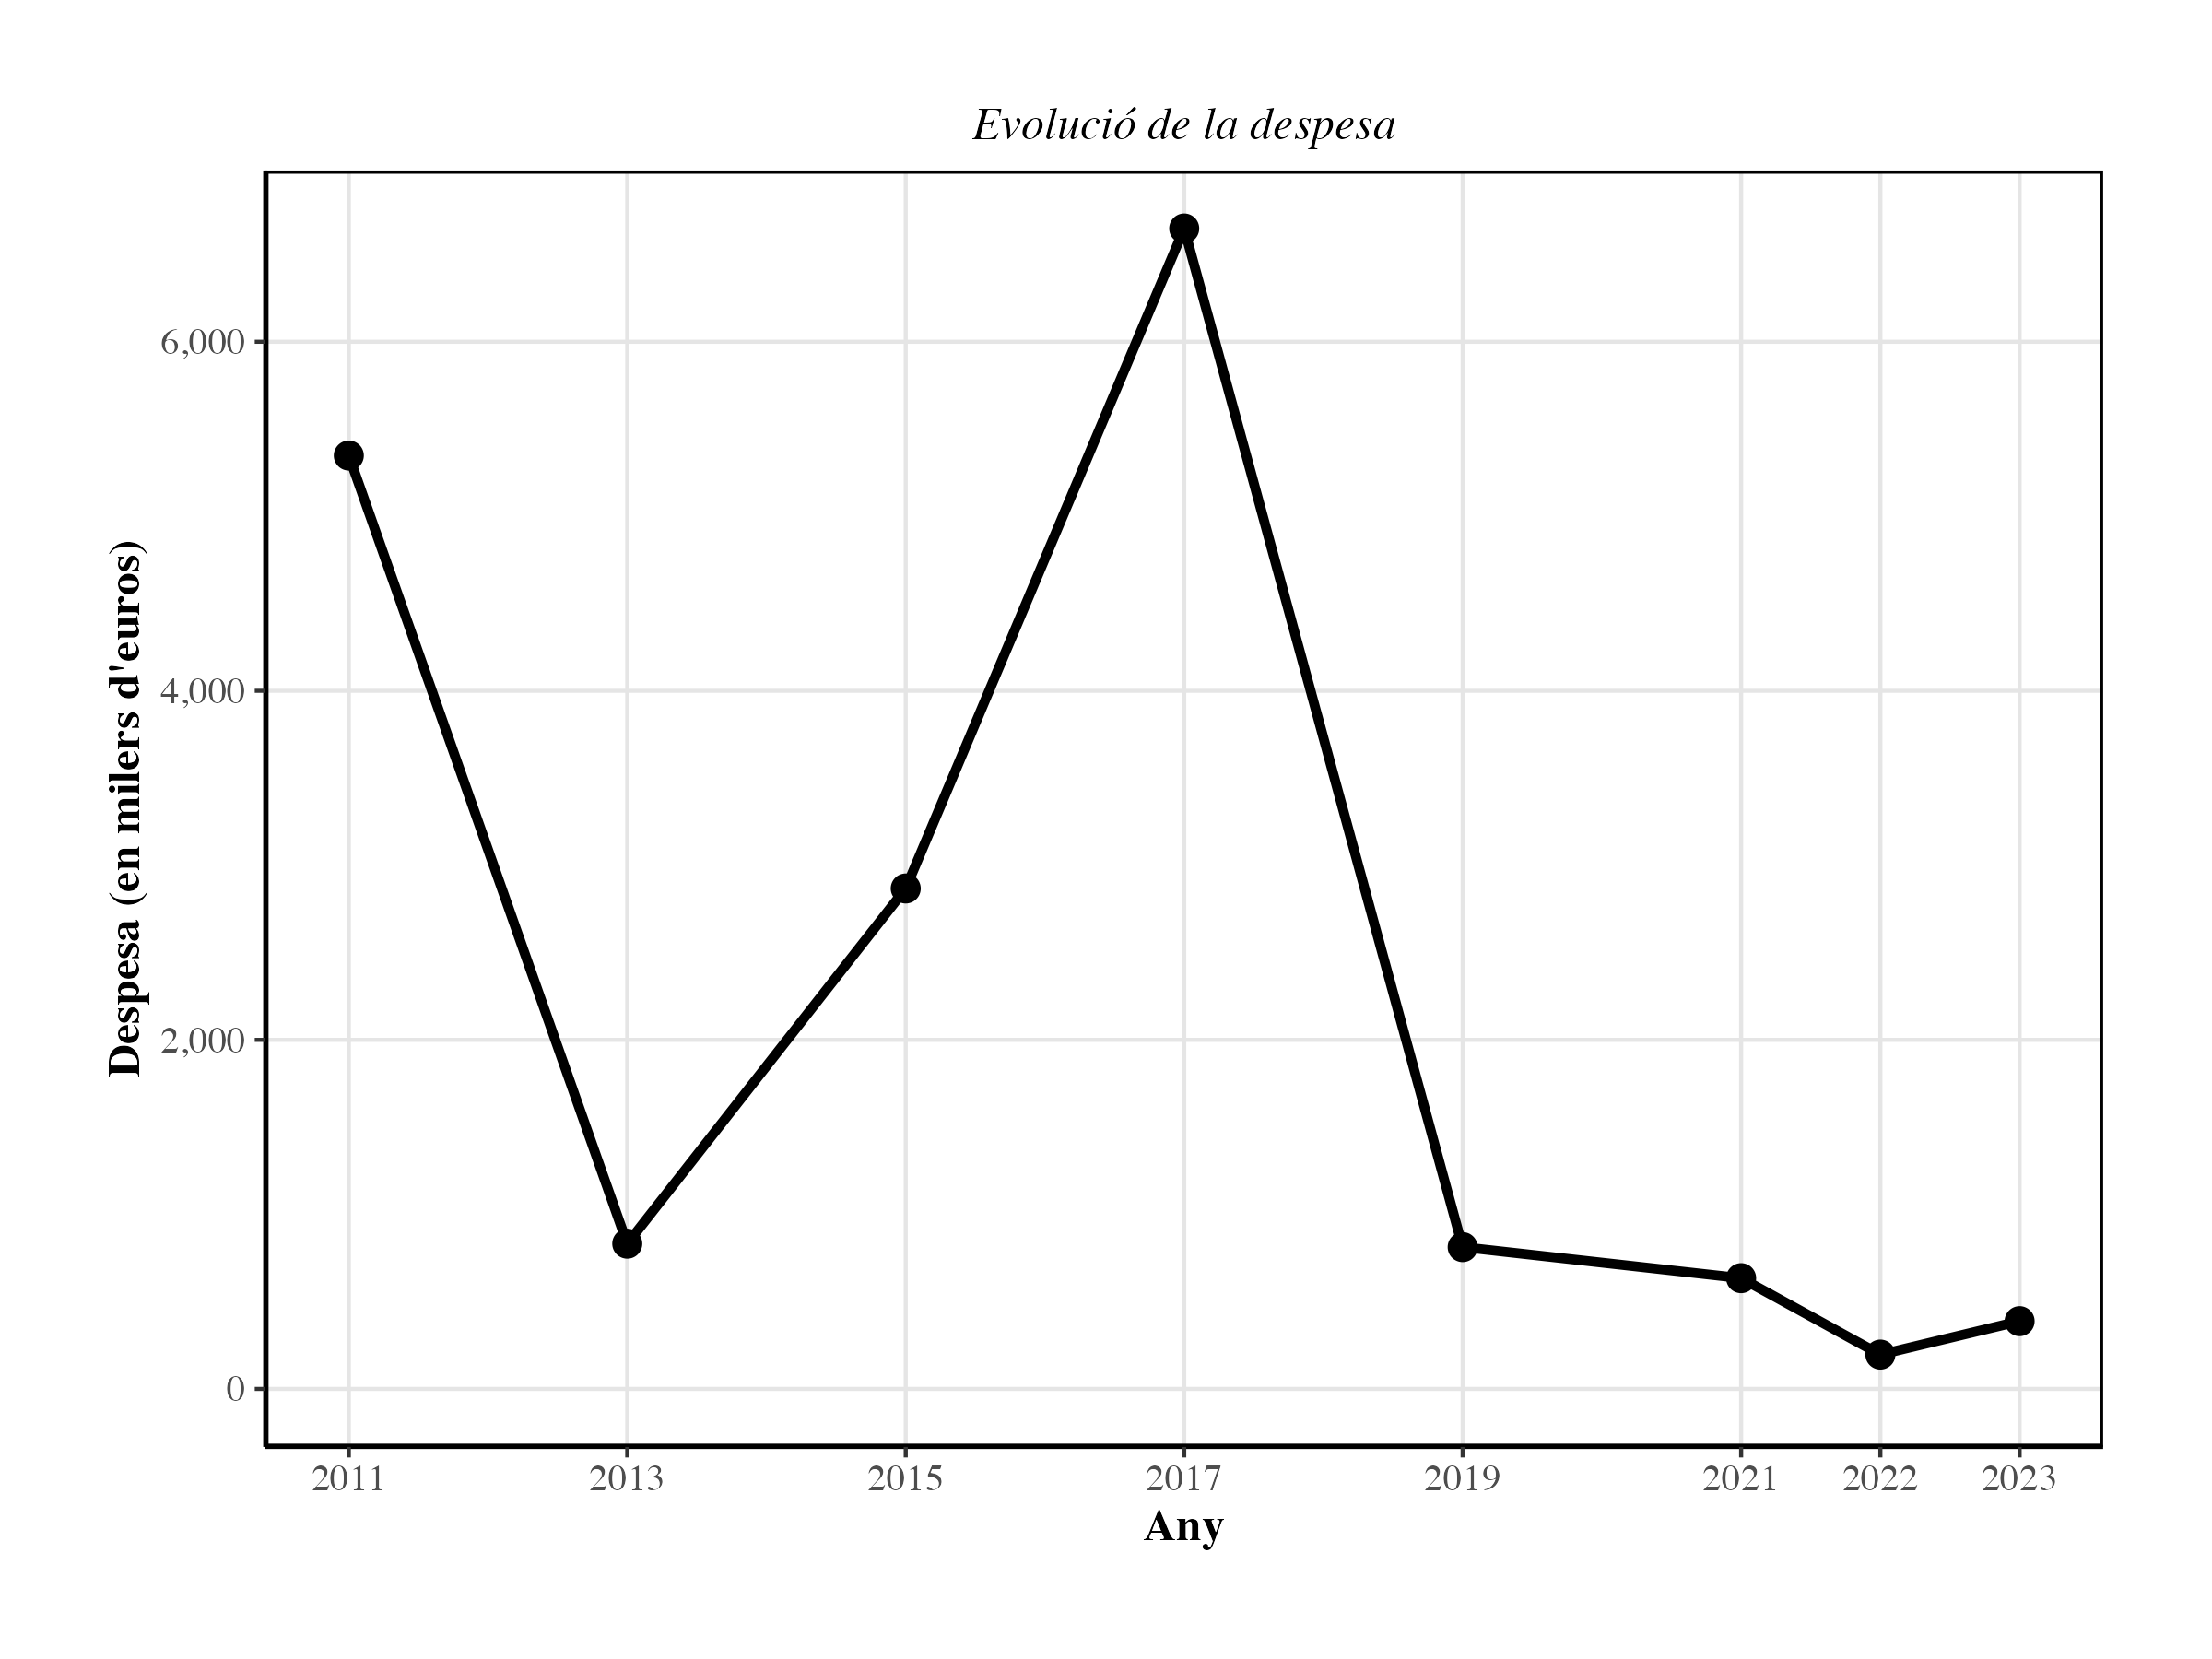 Evolució de la despesa
Despesa (en milers d'euros)
6,000
4,000
2,000
0
2011 2013 2015 2017 2019 2021 2022 2023
Any